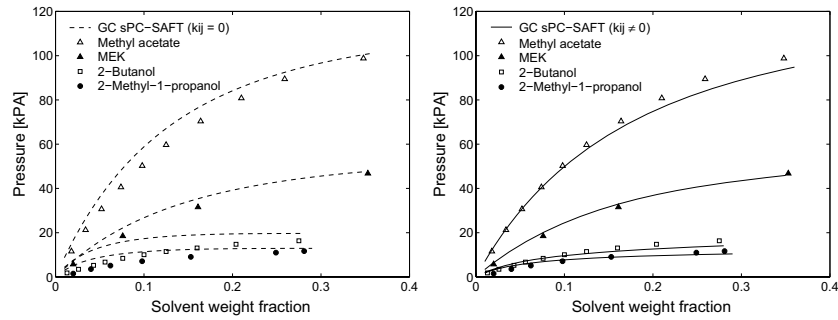 120
100
80
60
40
20
0
Pressure [kPA]
GC sPC−SAFT (kij = 0)
Methyl acetate
MEK
2−Butanol
2−Methyl−1−propanol
0 0.1 0.2 0.3 0.4
Solvent weight fraction
120
100
80
60
40
20
0
Pressure [kPA]
GC sPC−SAFT (kij ≠ 0)
Methyl acetate
MEK
2−Butanol
2−Methyl−1−propanol
0 0.1 0.2 0.3 0.4
Solvent weight fraction